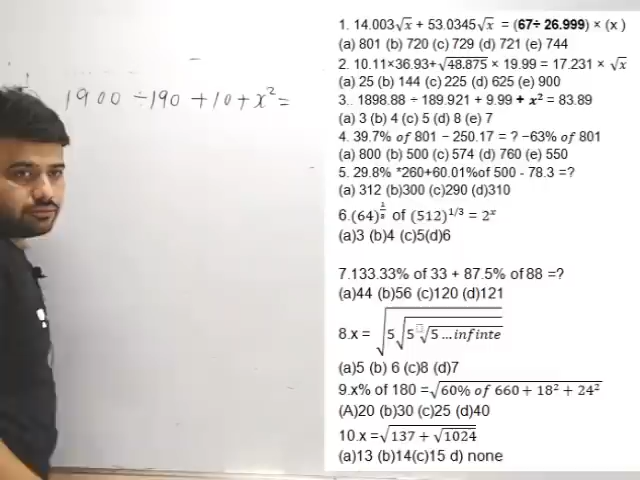 1900 ÷ 190 + 10 + x² =
1. 14.003√x + 53.0345√x = (67÷ 26.999) × (x )
(a) 801 (b) 720 (c) 729 (d) 721 (e) 744
2. 10.11×36.93+√48.875 × 19.99 = 17.231 × √x
(a) 25 (b) 144 (c) 225 (d) 625 (e) 900
3.. 1898.88 ÷ 189.921 + 9.99 + x² = 83.89
(a) 3 (b) 4 (c) 5 (d) 8 (e) 7
4. 39.7% of 801 − 250.17 = ? −63% of 801
(a) 800 (b) 500 (c) 574 (d) 760 (e) 550
5. 29.8% *260+60.01%of 500 - 78.3 =?
(a) 312 (b)300 (c)290 (d)310
6.(64) of (512)^1/3 = 2^x
(a)3 (b)4 (c)5(d)6
7.133.33% of 33 + 87.5% of 88 =?
(a)44 (b)56 (c)120 (d)121
8.x = √5√5√5 ... infinte
(a)5 (b) 6 (c)8 (d)7
9.x% of 180 =√60% of 660 + 18² + 24²
(A)20 (b)30 (c)25 (d)40
10.x =√137 + √1024
(a)13 (b)14(c)15 d) none